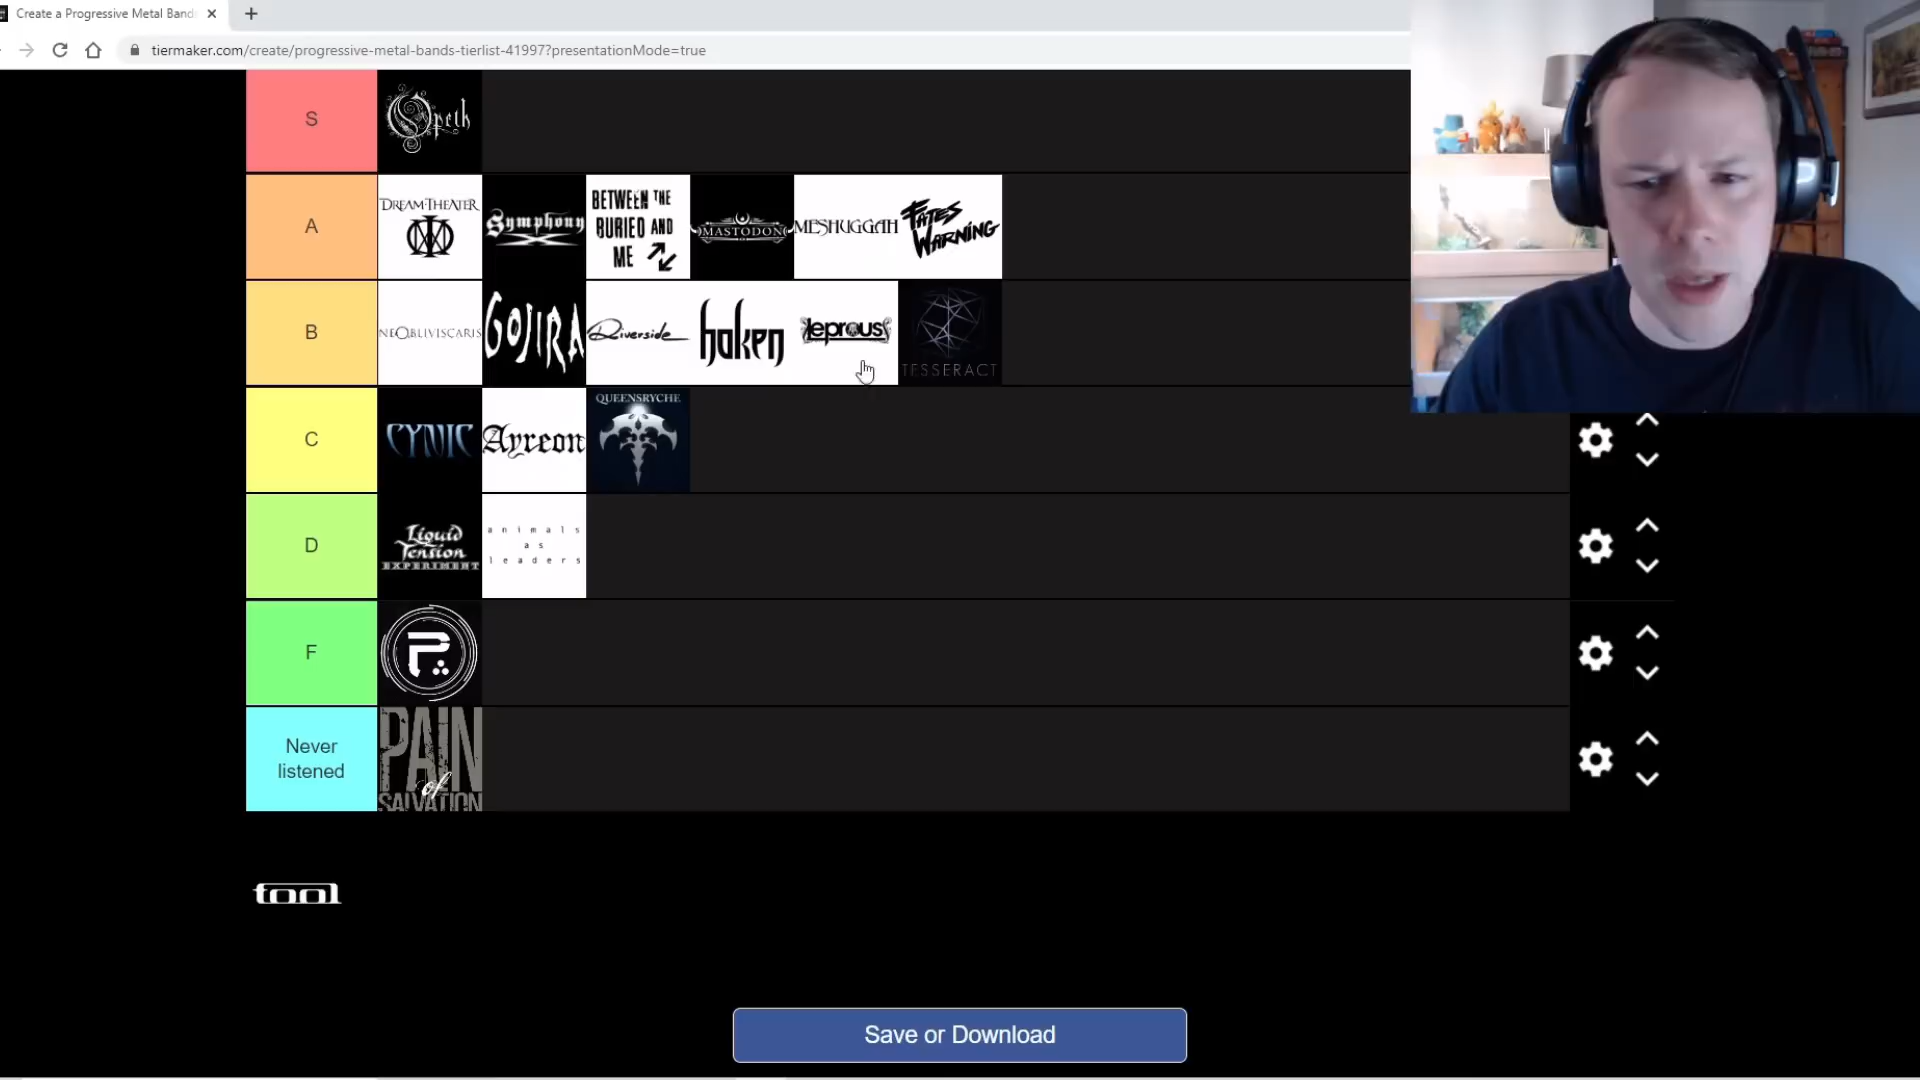 Create a Progressive Metal Band
tiermaker.com/create/progressive-metal-bands-tierlist-41997?presentationMode=true
S
Opeth
A
DREAM THEATER
Symphony X
BETWEEN THE
BURIED AND
ME
MASTODON
MESHUGGAH
FATES
WARNING
B
NE OBLIVISCARIS
GOJIRA
Riverside
haken
leprous
TESSERACT
C
CYNIC
Ayreon
QUEENSRYCHE
D
Liquid
Tension
EXPERIMENT
animals
as
leaders
F
P
Never
listened
PAIN
of
SALVATION
tool
Save or Download